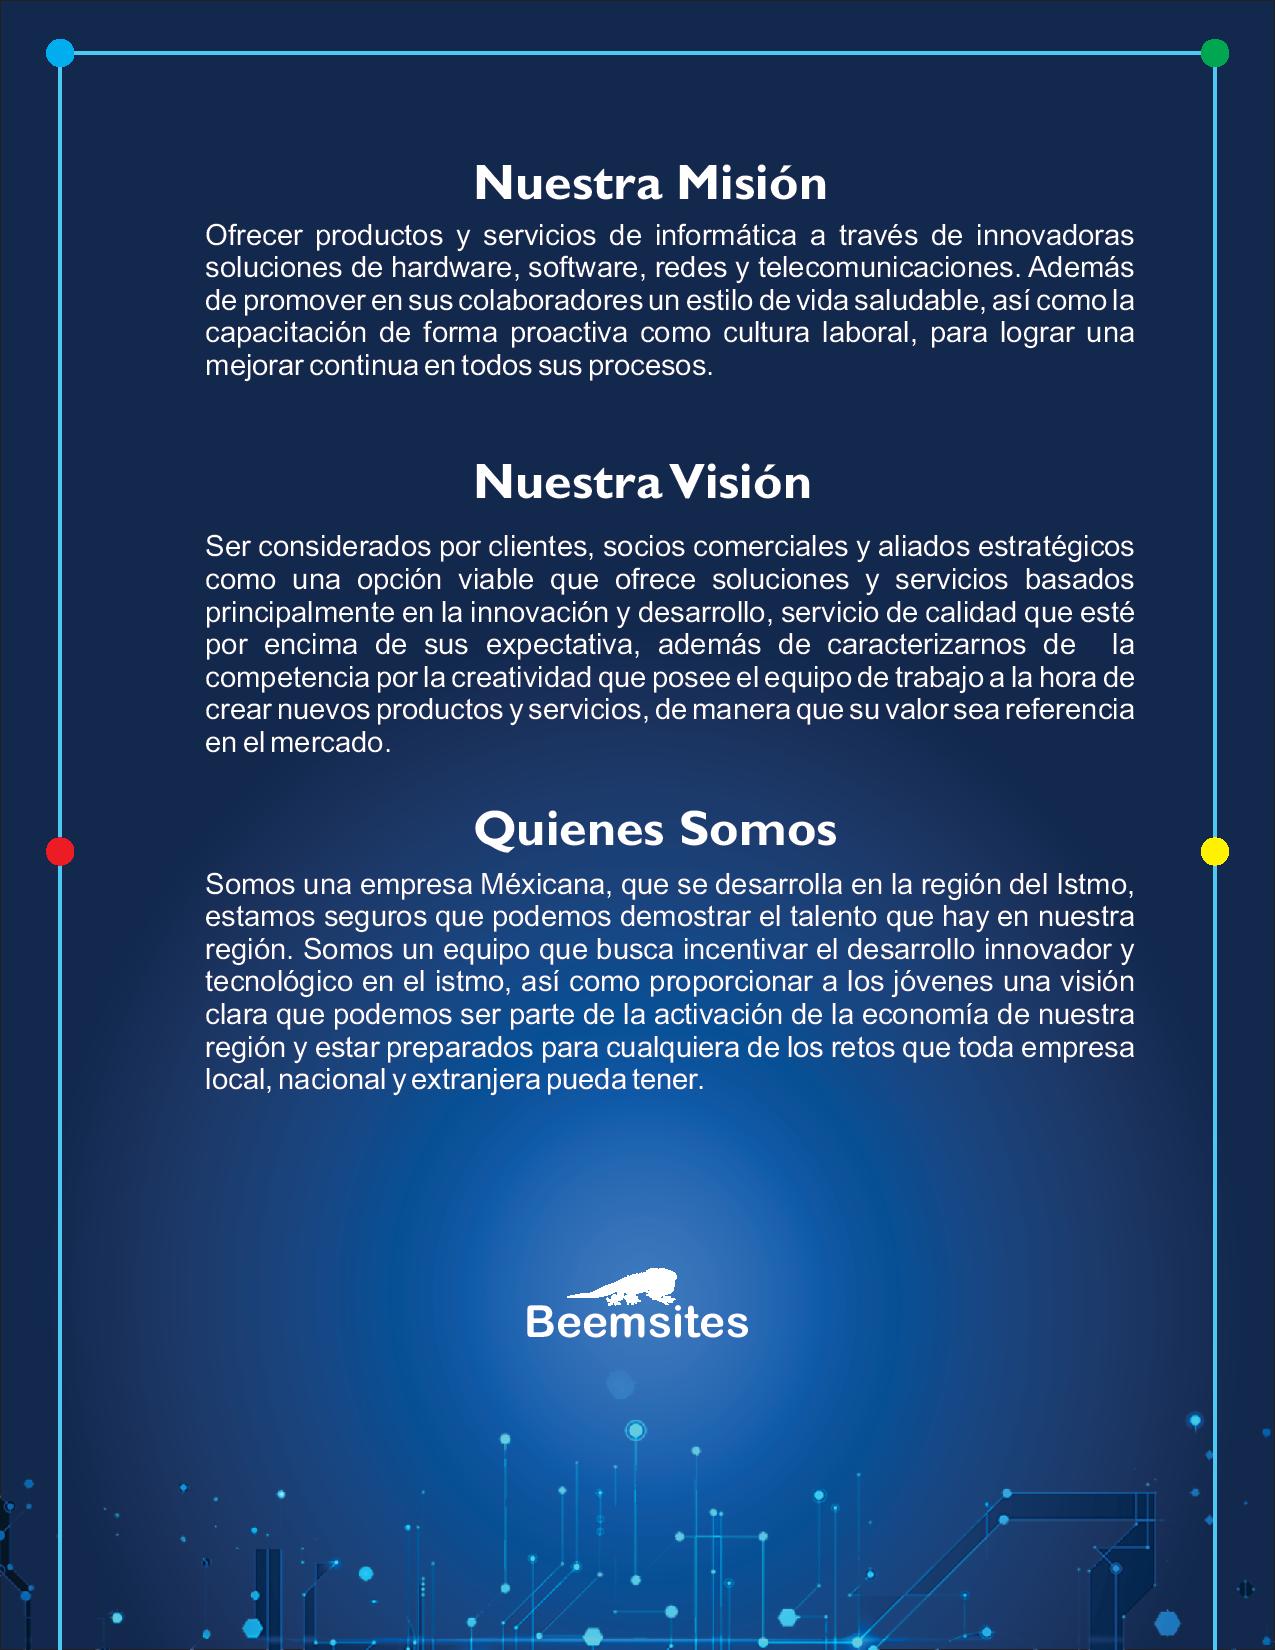 Nuestra Misión
Ofrecer productos y servicios de informática a través de innovadoras
soluciones de hardware, software, redes y telecomunicaciones. Además
de promover en sus colaboradores un estilo de vida saludable, así como la
capacitación de forma proactiva como cultura laboral, para lograr una
mejorar continua en todos sus procesos.
Nuestra Visión
Ser considerados por clientes, socios comerciales y aliados estratégicos
como una opción viable que ofrece soluciones y servicios basados
principalmente en la innovación y desarrollo, servicio de calidad que esté
por encima de sus expectativa, además de caracterizarnos de la
competencia por la creatividad que posee el equipo de trabajo a la hora de
crear nuevos productos y servicios, de manera que su valor sea referencia
en el mercado.
Quienes Somos
Somos una empresa Méxicana, que se desarrolla en la región del Istmo,
estamos seguros que podemos demostrar el talento que hay en nuestra
región. Somos un equipo que busca incentivar el desarrollo innovador y
tecnológico en el istmo, así como proporcionar a los jóvenes una visión
clara que podemos ser parte de la activación de la economía de nuestra
región y estar preparados para cualquiera de los retos que toda empresa
local, nacional y extranjera pueda tener.
Beemsites